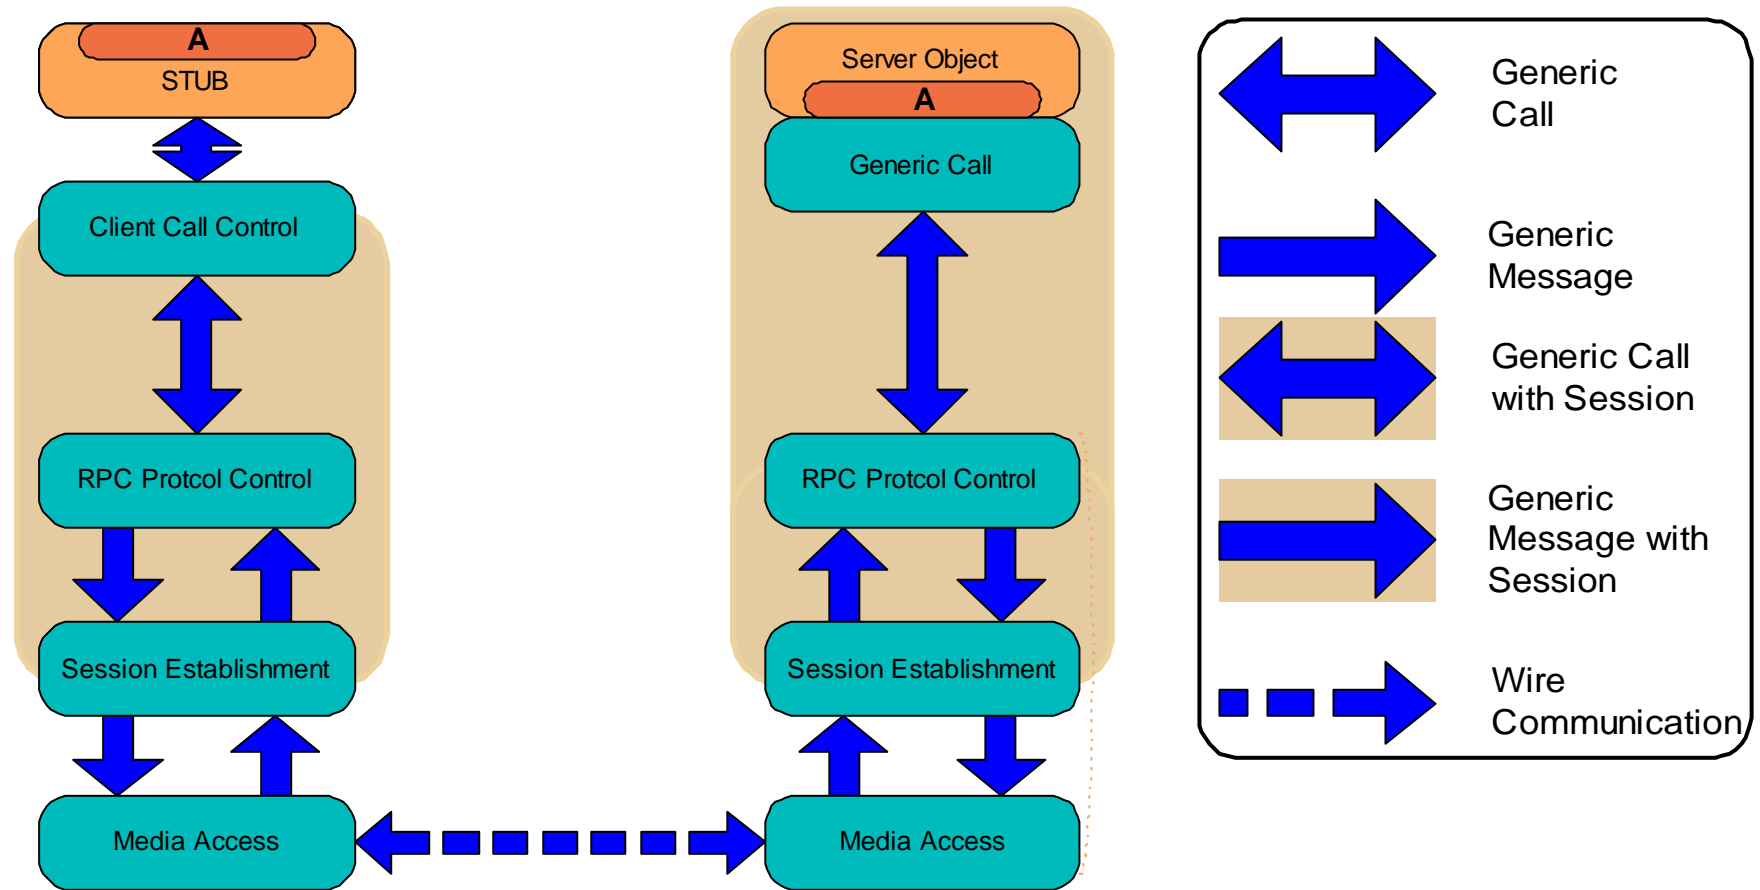 A
STUB
Client Call Control
RPC Protcol Control
Session Establishment
Media Access
Server Object
A
Generic Call
RPC Protcol Control
Session Establishment
Media Access
Generic
Call
Generic
Message
Generic Call
with Session
Generic
Message with
Session
Wire
Communication